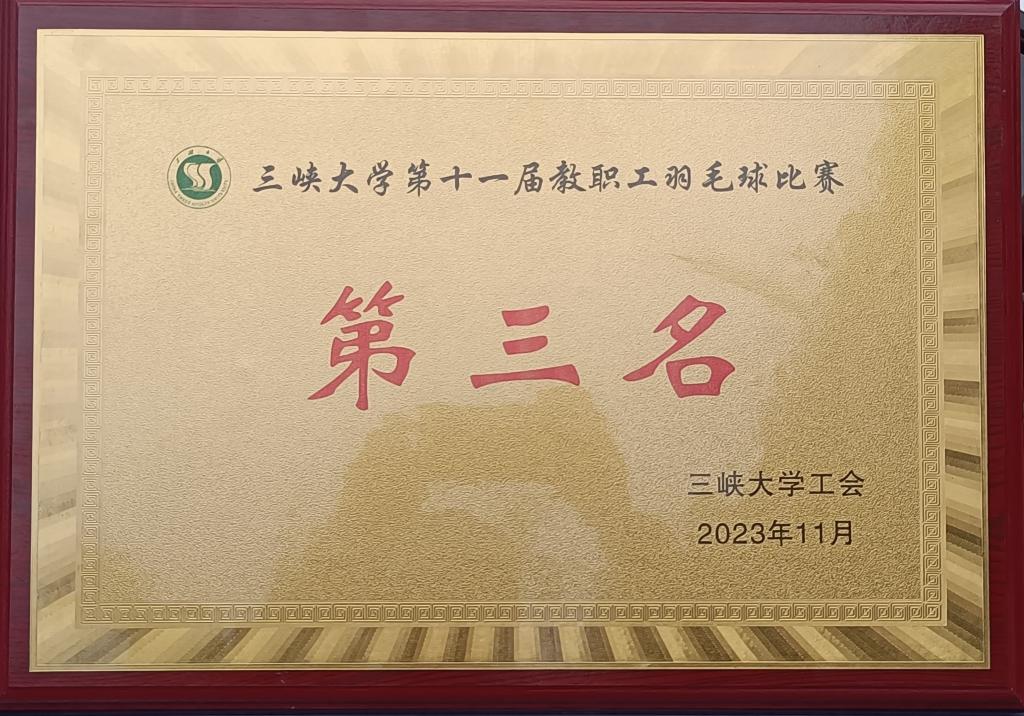 三峡大学第十一届教职工羽毛球比赛
第三名
三峡大学工会
2023年11月